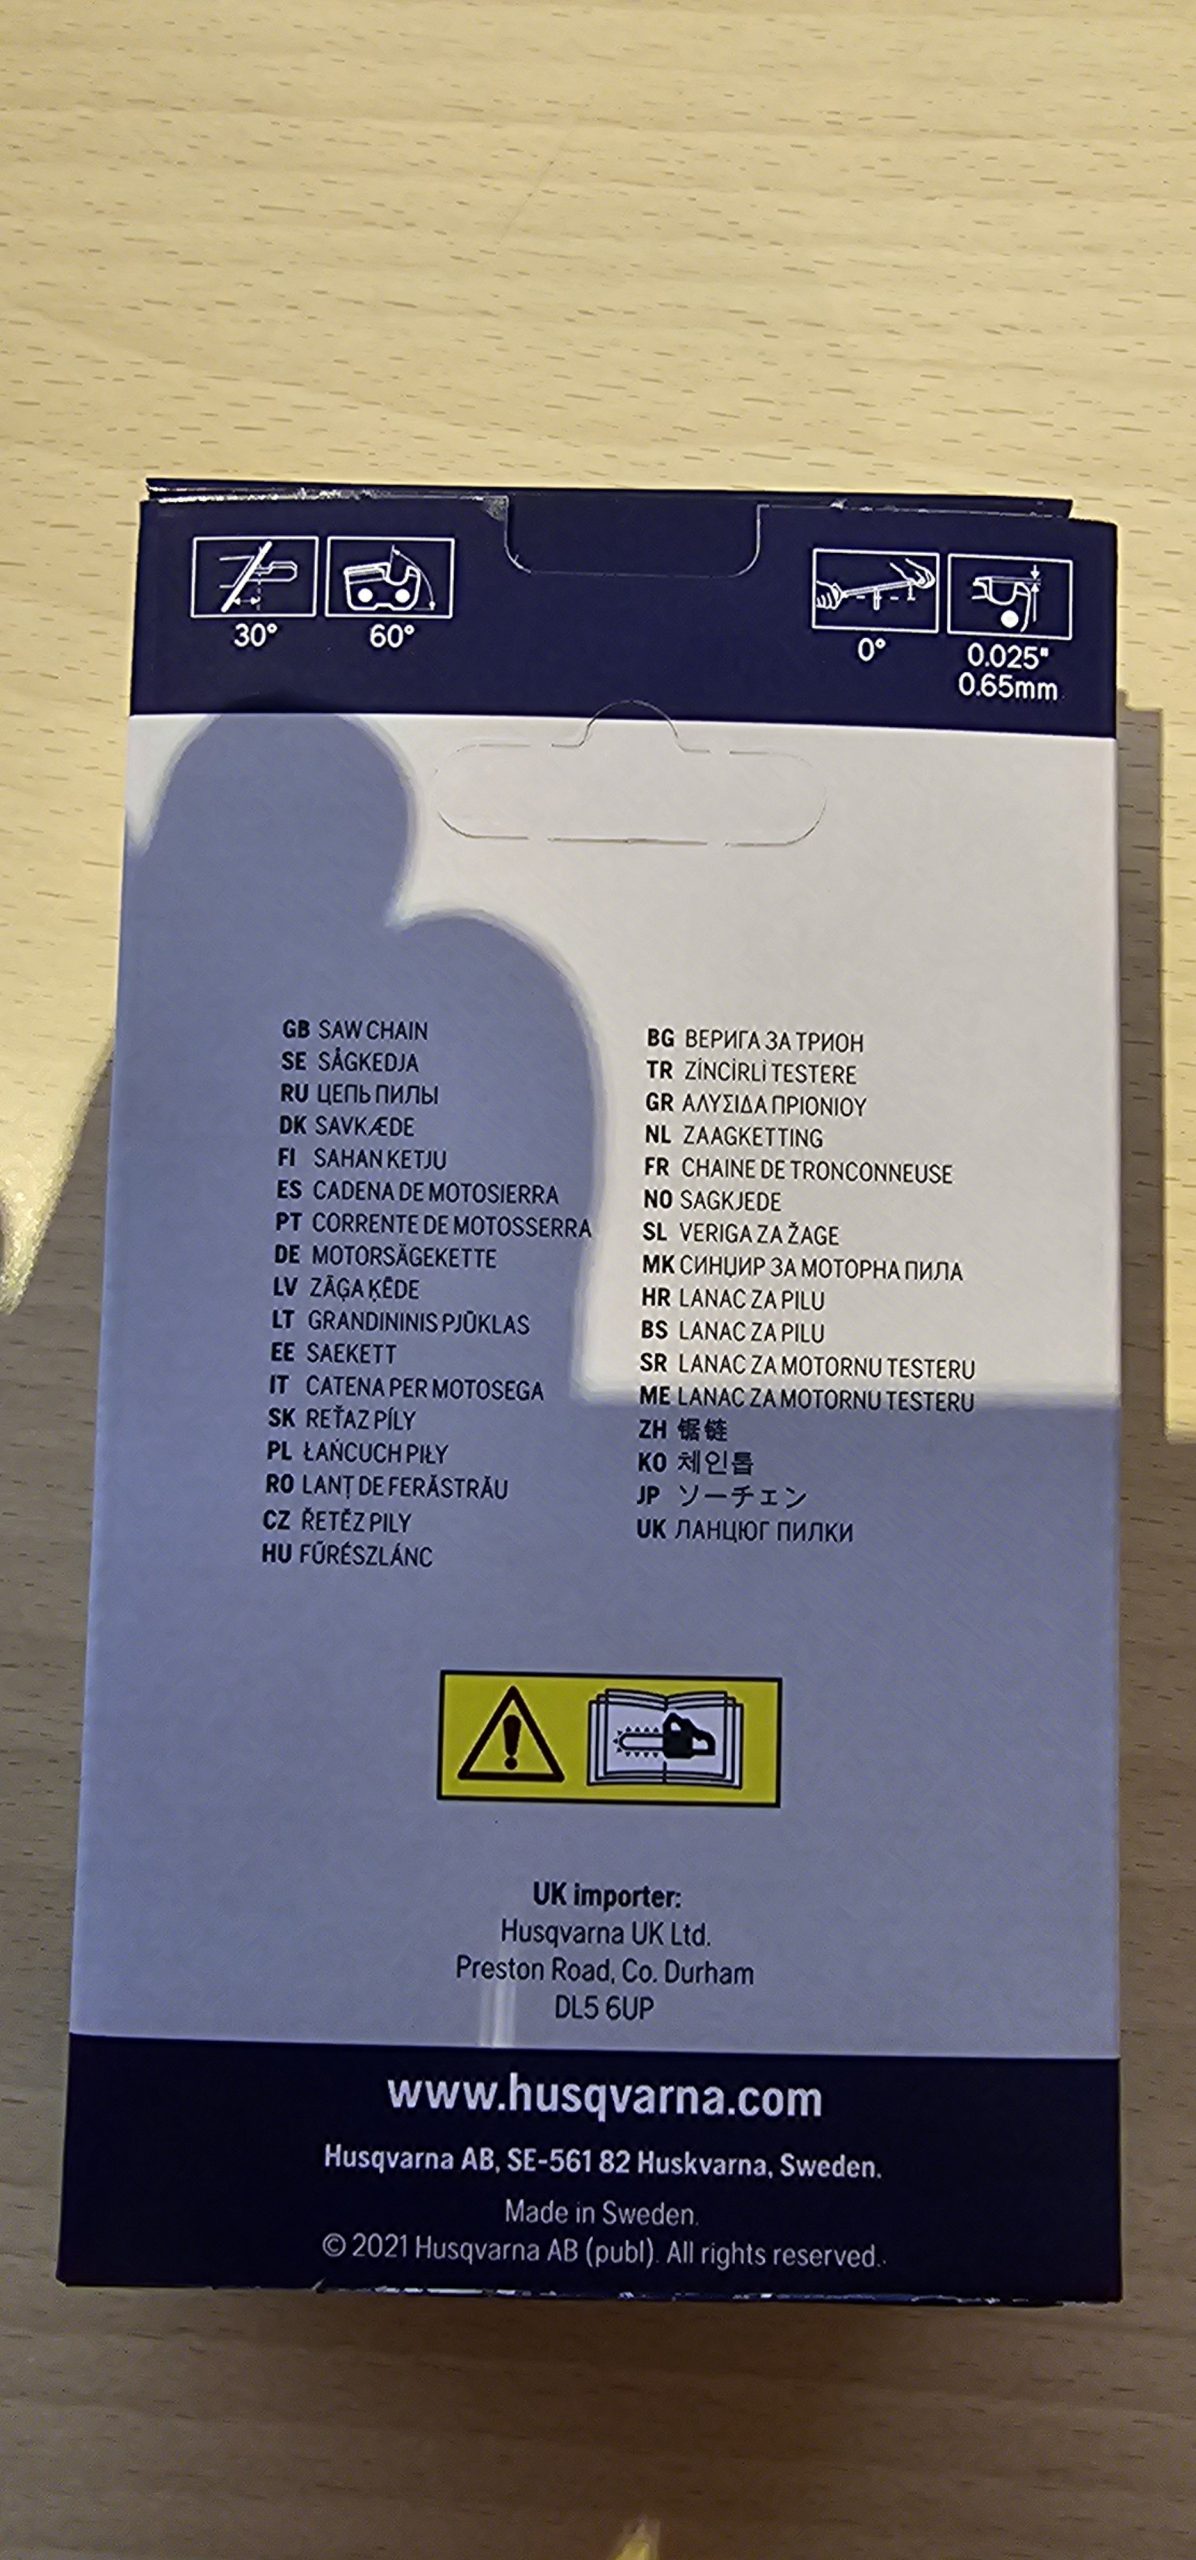 30°
60°
0°
0.025"
0.65mm
GB SAW CHAIN
SE SÅGKEDJA
RU ЦЕПЬ ПИЛЫ
DK SAVKÆDE
FI SAHAN KETJU
ES CADENA DE MOTOSIERRA
PT CORRENTE DE MOTOSSERRA
DE MOTORSÄGEKETTE
LV ZĀĢA ĶĒDE
LT GRANDININIS PJŪKLAS
EE SAEKETT
IT CATENA PER MOTOSEGA
SK REŤAZ PÍLY
PL ŁAŃCUCH PIŁY
RO LANȚ DE FERĂSTRĂU
CZ ŘETĚZ PILY
HU FŰRÉSZLÁNC
BG ВЕРИГА ЗА ТРИОН
TR ZİNCİRLİ TESTERE
GR ΑΛΥΣΙΔΑ ΠΡΙΟΝΙΟΥ
NL ZAAGKETTING
FR CHAINE DE TRONCONNEUSE
NO SAGKJEDE
SL VERIGA ZA ŽAGE
MK СИНЏИР ЗА МОТОРНА ПИЛА
HR LANAC ZA PILU
BS LANAC ZA PILU
SR LANAC ZA MOTORNU TESTERU
ME LANAC ZA MOTORNU TESTERU
ZH 锯链
KO 체인톱
JP ソーチェン
UK ЛАНЦЮГ ПИЛКИ
UK importer:
Husqvarna UK Ltd.
Preston Road, Co. Durham
DL5 6UP
www.husqvarna.com
Husqvarna AB, SE-561 82 Huskvarna, Sweden.
Made in Sweden.
© 2021 Husqvarna AB (publ). All rights reserved.